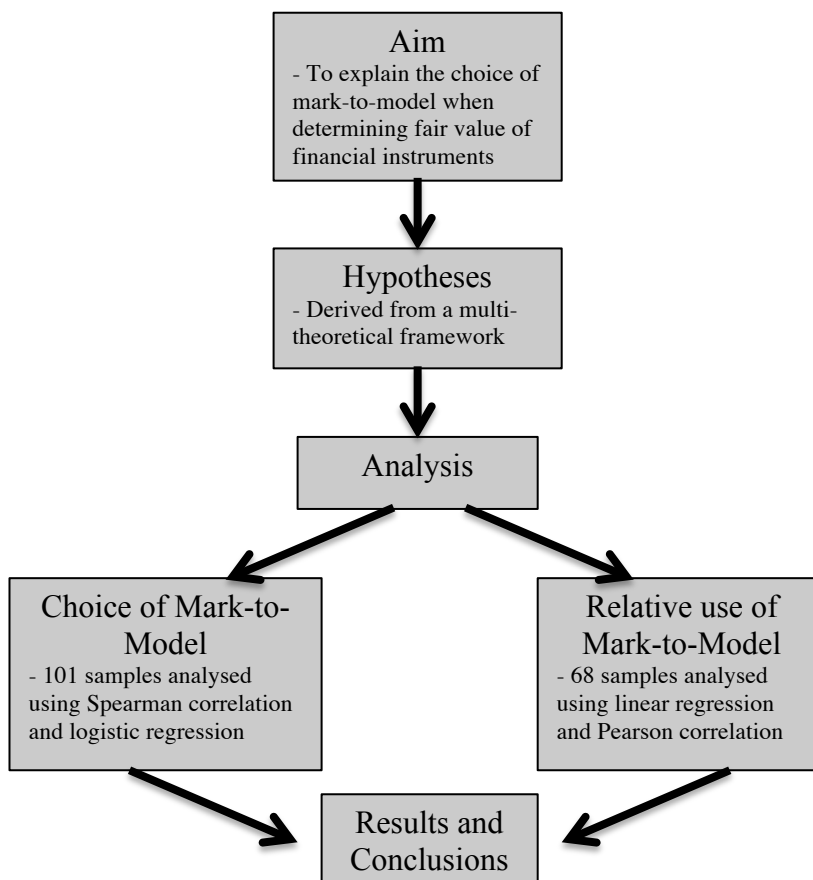 Aim
- To explain the choice of
mark-to-model when
determining fair value of
financial instruments
Hypotheses
- Derived from a multi-
theoretical framework
Analysis
Choice of Mark-to-
Model
- 101 samples analysed
using Spearman correlation
and logistic regression
Relative use of
Mark-to-Model
- 68 samples analysed
using linear regression
and Pearson correlation
Results and
Conclusions